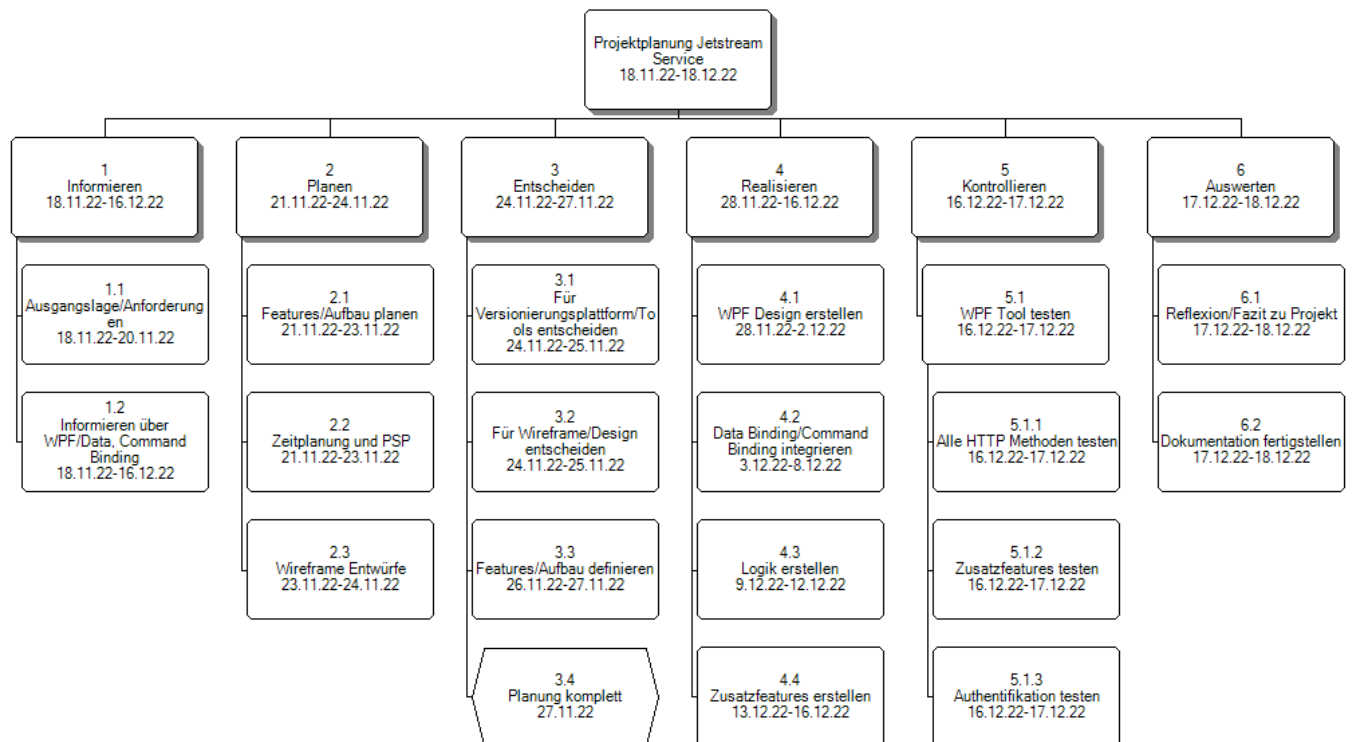 Projektplanung Jetstream
Service
18.11.22-18.12.22
1
Informieren
18.11.22-16.12.22
2
Planen
21.11.22-24.11.22
3
Entscheiden
24.11.22-27.11.22
4
Realisieren
28.11.22-16.12.22
5
Kontrollieren
16.12.22-17.12.22
6
Auswerten
17.12.22-18.12.22
1.1
Ausgangslage/Anforderung
en
18.11.22-20.11.22
1.2
Informieren über
WPF/Data, Command
Binding
18.11.22-16.12.22
2.1
Features/Aufbau planen
21.11.22-23.11.22
2.2
Zeitplanung und PSP
21.11.22-23.11.22
2.3
Wireframe Entwürfe
23.11.22-24.11.22
3.1
Für
Versionierungsplattform/To
ols entscheiden
24.11.22-25.11.22
3.2
Für Wireframe/Design
entscheiden
24.11.22-25.11.22
3.3
Features/Aufbau definieren
26.11.22-27.11.22
3.4
Planung komplett
27.11.22
4.1
WPF Design erstellen
28.11.22-2.12.22
4.2
Data Binding/Command
Binding integrieren
3.12.22-8.12.22
4.3
Logik erstellen
9.12.22-12.12.22
4.4
Zusatzfeatures erstellen
13.12.22-16.12.22
5.1
WPF Tool testen
16.12.22-17.12.22
5.1.1
Alle HTTP Methoden testen
16.12.22-17.12.22
5.1.2
Zusatzfeatures testen
16.12.22-17.12.22
5.1.3
Authentifikation testen
16.12.22-17.12.22
6.1
Reflexion/Fazit zu Projekt
17.12.22-18.12.22
6.2
Dokumentation fertigstellen
17.12.22-18.12.22